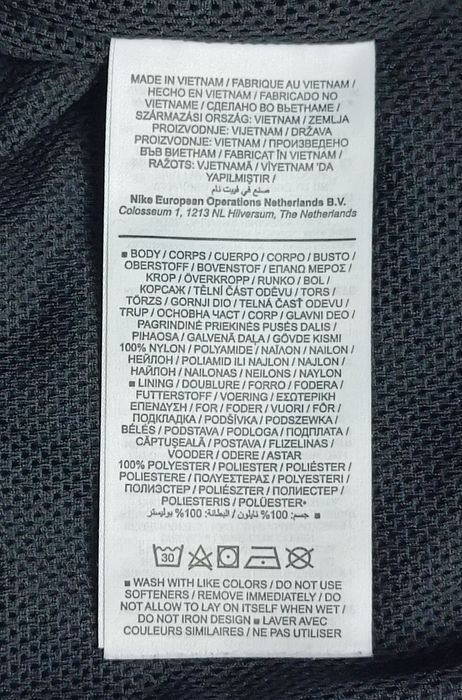 MADE IN VIETNAM / FABRIQUE AU VIETNAM /
HECHO EN VIETNAM / FABRICADO NO
VIETNAME / СДЕЛАНО ВО ВЬЕТНАМЕ /
SZÁRMAZÁSI ORSZÁG: VIETNAM / ZEMLJA
PROIZVODNJE: VIJETNAM / DRŽAVA
PROIZVODNJE: VIETNAM / ПРОИЗВЕДЕНО
ВЪВ ВИЕТНАМ / FABRICAT ÎN VIETNAM /
RAŽOTS: VJETNAMĀ / VİYETNAM 'DA
YAPILMIŞTIR /
صنع في فيت نام
Nike European Operations Netherlands B.V.
Colosseum 1, 1213 NL Hilversum, The Netherlands
■ BODY / CORPS / CUERPO / CORPO / BUSTO /
OBERSTOFF / BOVENSTOF / ΕΠΑΝΩ ΜΕΡΟΣ /
KROP / ÖVERKROPP / RUNKO / BOL /
КОРСАЖ / TĚLNÍ ČÁST ODĚVU / TORS /
TÖRZS / GORNJI DIO / TELNÁ ČASŤ ODEVU /
TRUP / ОСНОВНА ЧАСТ / CORP / GLAVNI DEO /
PAGRINDINĖ PRIEKINĖS PUSĖS DALIS /
PIHAOSA / GALVENĀ DAĻA / GÖVDE KISMI
100% NYLON / POLYAMIDE / ΝΑΪΛΟΝ / NAILON /
НЕЙЛОН / POLIAMID ILI NAJLON / NAJLON /
НАЙЛОН / NAILONAS / NEILONS / NAYLON
■ LINING / DOUBLURE / FORRO / FODERA /
FUTTERSTOFF / VOERING / ΕΣΩΤΕΡΙΚΗ
ΕΠΕΝΔΥΣΗ / FOR / FODER / VUORI / FÔR /
ПОДКЛАДКА / PODŠÍVKA / PODSZEWKA /
BÉLÉS / PODSTAVA / PODLOGA / ПОДПЛАТА /
CĂPTUȘEALĂ / POSTAVA / FLIZELINAS /
VOODER / ODERE / ASTAR
100% POLYESTER / POLIESTER / POLIÉSTER /
POLIESTERE / ΠΟΛΥΕΣΤΕΡΑΣ / POLYESTERI /
ПОЛИЭСТЕР / POLIÉSZTER / ПОЛИЕСТЕР /
POLIESTERIS / POLÜESTER▪
▪ جسم: 100% نايلون / البطانة: 100% بوليستر
30
■ WASH WITH LIKE COLORS / DO NOT USE
SOFTENERS / REMOVE IMMEDIATELY / DO
NOT ALLOW TO LAY ON ITSELF WHEN WET /
DO NOT IRON DESIGN ■ LAVER AVEC
COULEURS SIMILAIRES / NE PAS UTILISER